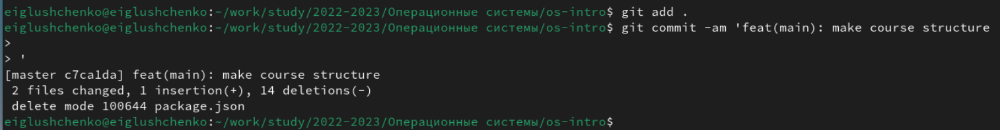 eiglushchenko@eiglushchenko:~/work/study/2022-2023/Операционные системы/os-intro$ git add .
eiglushchenko@eiglushchenko:~/work/study/2022-2023/Операционные системы/os-intro$ git commit -am 'feat(main): make course structure
>
> '
[master c7ca1da] feat(main): make course structure
 2 files changed, 1 insertion(+), 14 deletions(-)
 delete mode 100644 package.json
eiglushchenko@eiglushchenko:~/work/study/2022-2023/Операционные системы/os-intro$